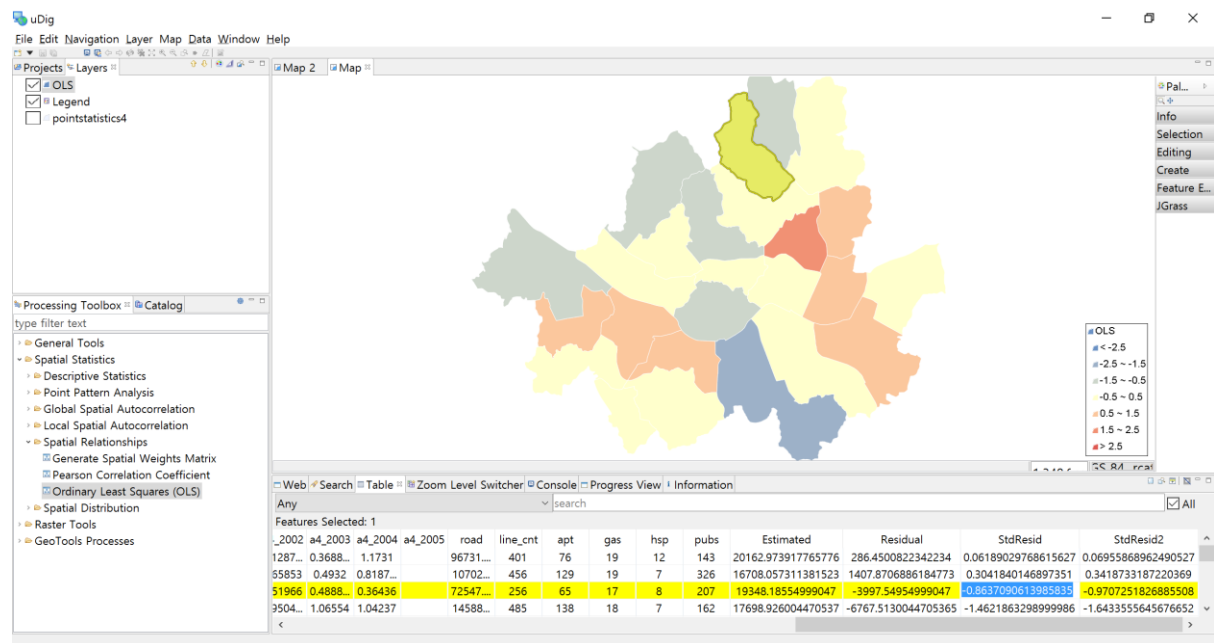 uDig
File Edit Navigation Layer Map Data Window Help
Projects Layers
Map 2 Map
OLS
Legend
pointstatistics4
Pal...
Info
Selection
Editing
Create
Feature E...
JGrass
Processing Toolbox Catalog
type filter text
General Tools
Spatial Statistics
Descriptive Statistics
Point Pattern Analysis
Global Spatial Autocorrelation
Local Spatial Autocorrelation
Spatial Relationships
Generate Spatial Weights Matrix
Pearson Correlation Coefficient
Ordinary Least Squares (OLS)
Spatial Distribution
Raster Tools
GeoTools Processes
OLS
< -2.5
-2.5 ~ -1.5
-1.5 ~ -0.5
-0.5 ~ 0.5
0.5 ~ 1.5
1.5 ~ 2.5
> 2.5
Web Search Table Zoom Level Switcher Console Progress View Information
Any search All
Features Selected: 1
_2002 a4_2003 a4_2004 a4_2005 road line_cnt apt gas hsp pubs Estimated Residual StdResid StdResid2
1287... 0.3688... 1.1731 96731.... 401 76 19 12 143 20162.973917765776 286.4500822342234 0.06189029768615627 0.06955868962490527
65853 0.4932 0.8187... 10702... 456 129 19 7 326 16708.057311381523 1407.8706886184773 0.3041840146897351 0.3418733187220369
51966 0.4888... 0.36436 72547.... 256 65 17 8 207 19348.18554999047 -3997.54954999047 -0.8637090613985835 -0.9707251826885508
9504... 1.06554 1.04237 14588... 485 138 18 7 162 17698.926004470537 -6767.5130044705365 -1.4621863298999986 -1.6433555645676652